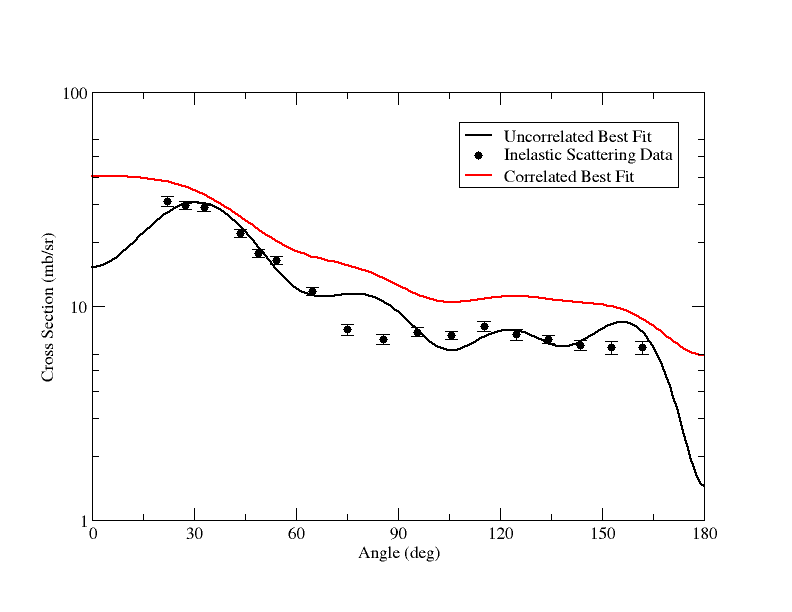 100
Uncorrelated Best Fit
Inelastic Scattering Data
Correlated Best Fit
Cross Section (mb/sr)
10
1
0 30 60 90 120 150 180
Angle (deg)